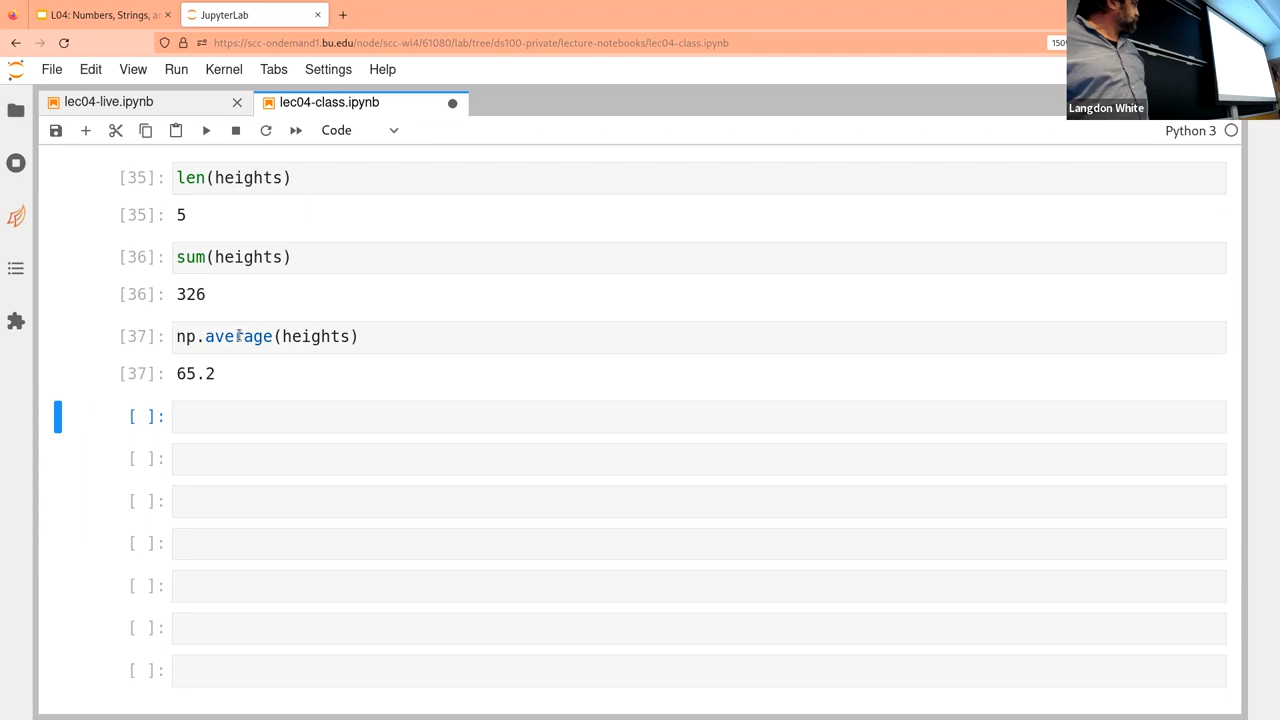 L04: Numbers, Strings, a
JupyterLab
https://scc-ondemand1.bu.edu/node/scc-wl4/61080/lab/tree/ds100-private/lecture-notebooks/lec04-class.ipynb
150%
Langdon White
File Edit View Run Kernel Tabs Settings Help
lec04-live.ipynb
lec04-class.ipynb
Code
Python 3
[35]: len(heights)
[35]: 5
[36]: sum(heights)
[36]: 326
[37]: np.average(heights)
[37]: 65.2
[ ]:
[ ]:
[ ]:
[ ]:
[ ]:
[ ]:
[ ]: